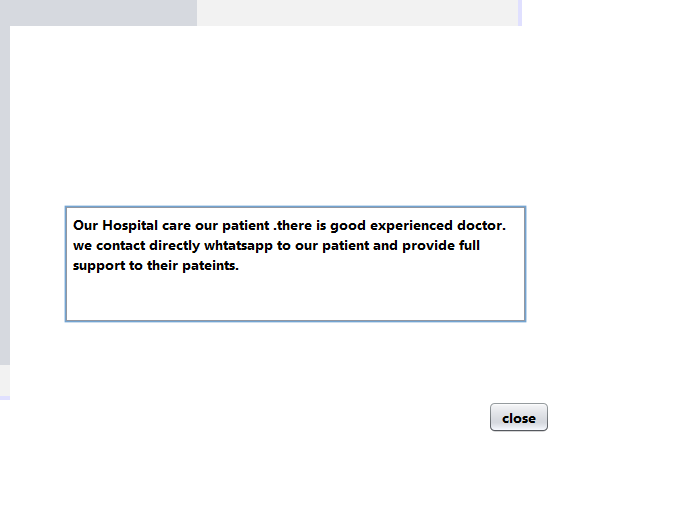 Our Hospital care our patient .there is good experienced doctor.
we contact directly whtatsapp to our patient and provide full
support to their pateints.
close